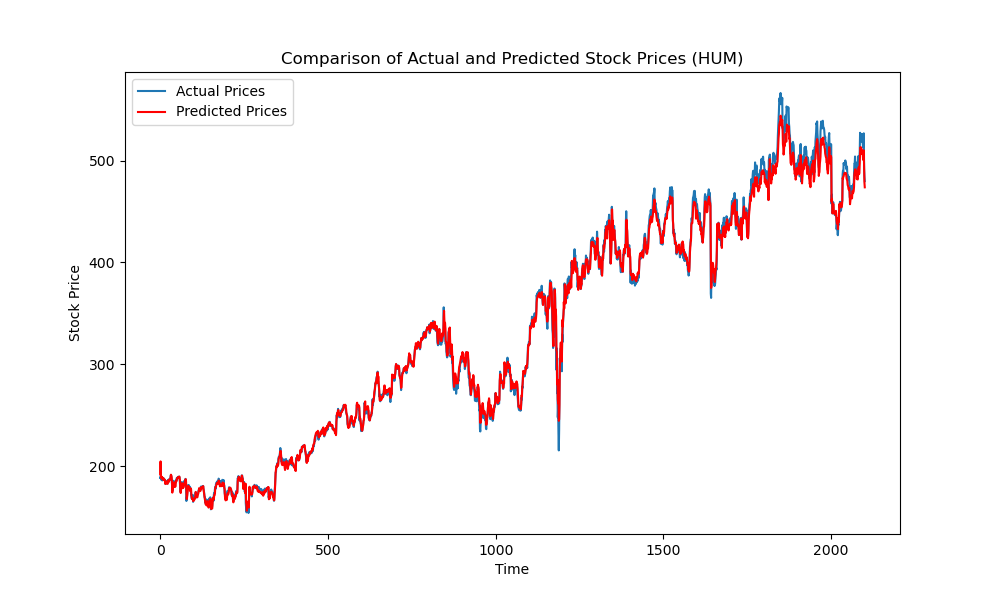 Comparison of Actual and Predicted Stock Prices (HUM)
Actual Prices
Predicted Prices
Stock Price
500
400
300
200
0
500
1000
1500
2000
Time